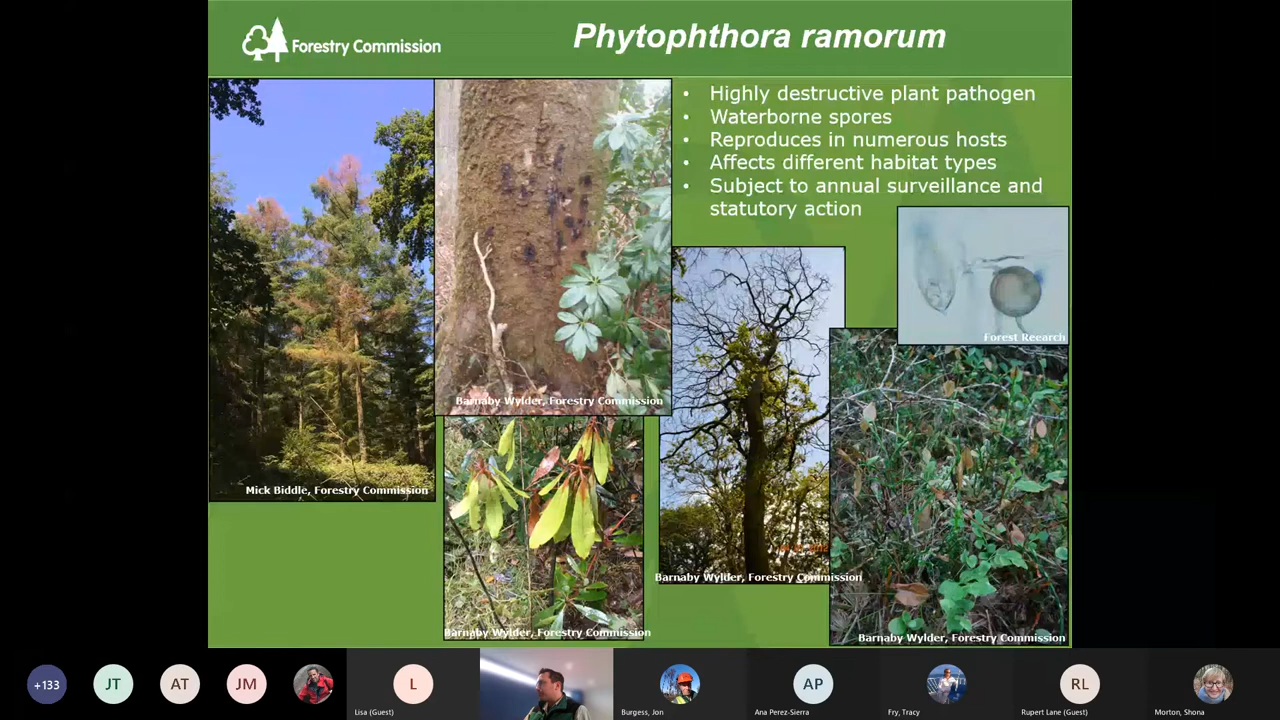 Forestry Commission
Phytophthora ramorum
• Highly destructive plant pathogen
• Waterborne spores
• Reproduces in numerous hosts
• Affects different habitat types
• Subject to annual surveillance and
statutory action
Forest Reearch
Barnaby Wylder, Forestry Commission
Mick Biddle, Forestry Commission
Barnaby Wylder, Forestry Commission
Barnaby Wylder, Forestry Commission
Barnaby Wylder, Forestry Commission
+133
JT
AT
JM
L
AP
RL
Lisa (Guest)
Burgess, Jon
Ana Perez-Sierra
Fry, Tracy
Rupert Lane (Guest)
Morton, Shona